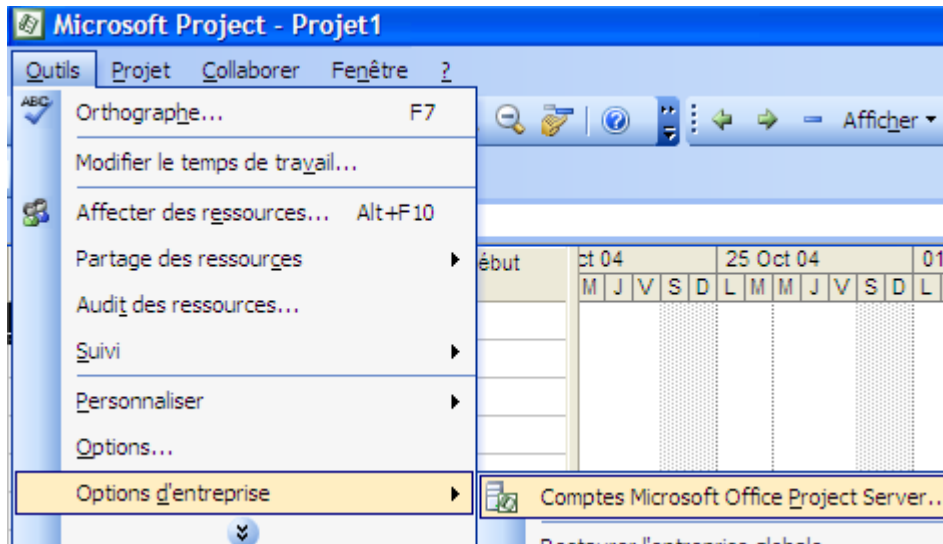 Microsoft Project - Projet1
Outils Projet Collaborer Fenêtre ?
ABC
Orthographe... F7
Afficher
Modifier le temps de travail...
Affecter des ressources... Alt+F10
Partage des ressources
ébut ct 04 25 Oct 04 01
M J V S D L M M J V S D L
Audit des ressources...
Suivi
Personnaliser
Options...
Options d'entreprise
Comptes Microsoft Office Project Server...